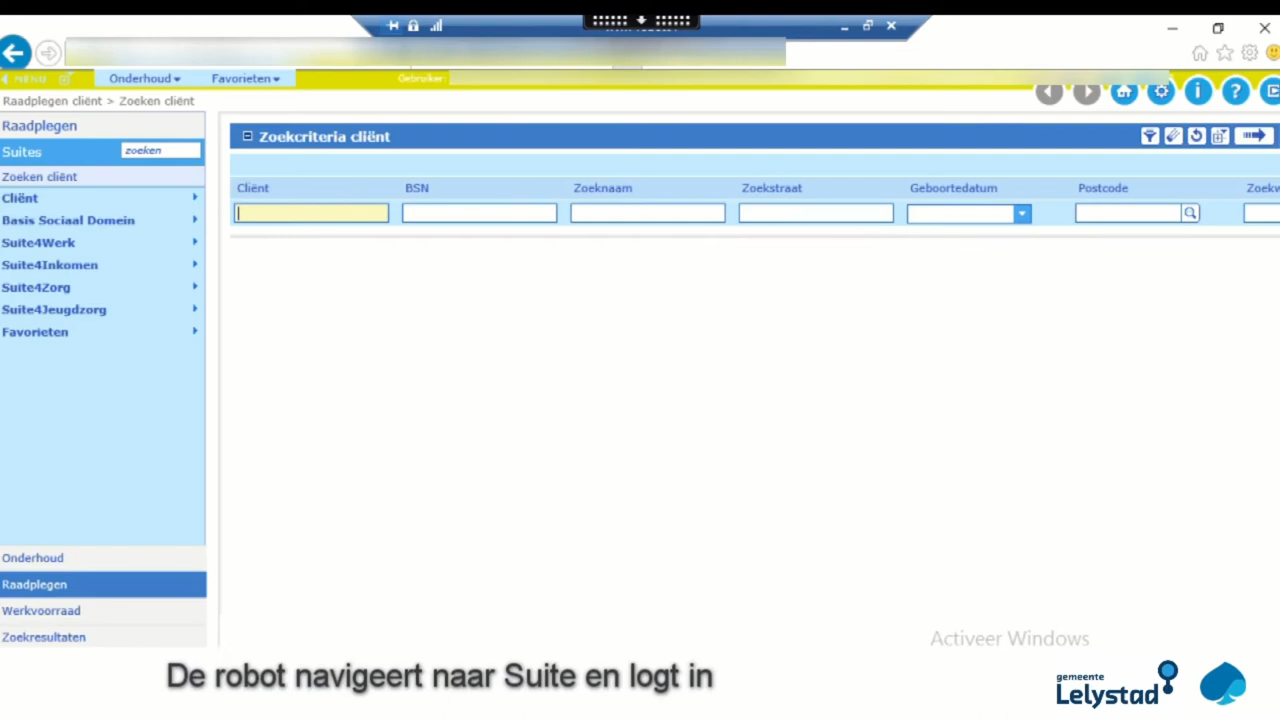 MENU
Onderhoud
Favorieten
Gebruiker:
Raadplegen cliënt > Zoeken cliënt
Raadplegen
Suites
zoeken
Zoeken cliënt
Cliënt
Basis Sociaal Domein
Suite4Werk
Suite4Inkomen
Suite4Zorg
Suite4Jeugdzorg
Favorieten
Onderhoud
Raadplegen
Werkvoorraad
Zoekresultaten
Zoekcriteria cliënt
Cliënt BSN Zoeknaam Zoekstraat Geboortedatum Postcode
Activeer Windows
De robot navigeert naar Suite en logt in
gemeente
Lelystad